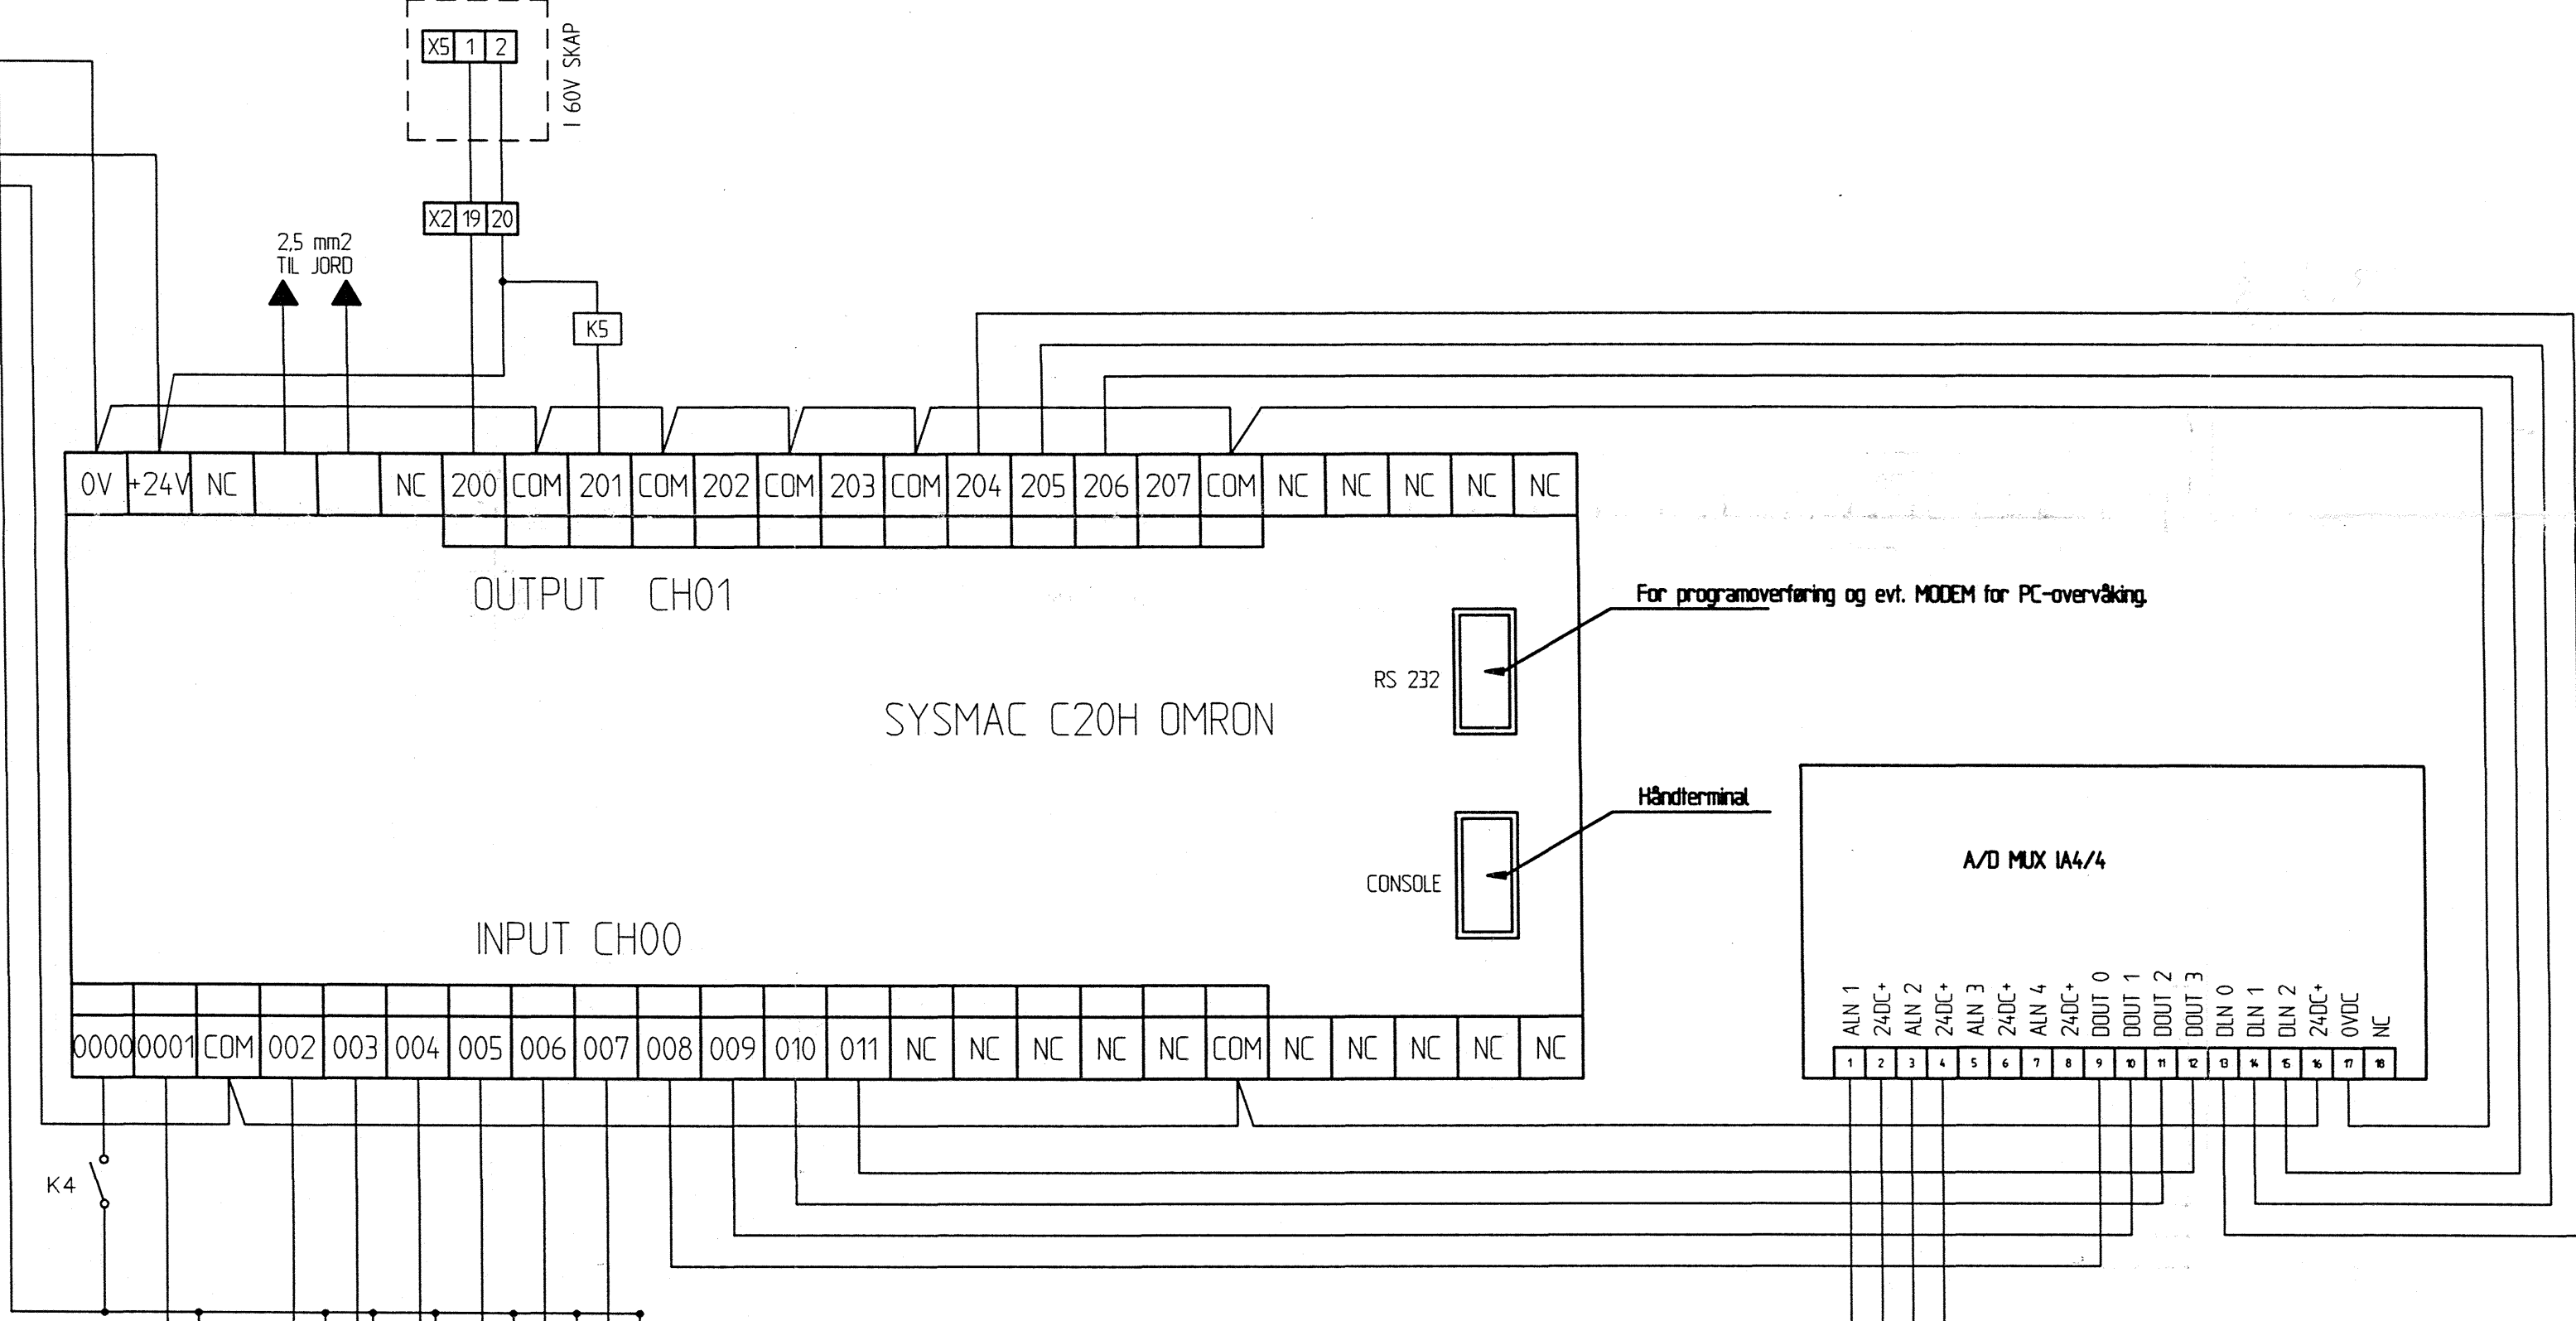 X5 1 2
I 60V SKAP
X2 19 20
2,5 mm2
TIL JORD
K5
0V +24V NC NC 200 COM 201 COM 202 COM 203 COM 204 205 206 207 COM NC NC NC NC NC
OUTPUT CH01
For programoverføring og evt. MODEM for PC-overvåking.
RS 232
SYSMAC C20H OMRON
Håndterminal
A/D MUX IA4/4
CONSOLE
INPUT CH00
ALN 1
24DC+
ALN 2
24DC+
ALN 3
24DC+
ALN 4
24DC+
DOUT 0
DOUT 1
DOUT 2
DOUT 3
DLN 0
DLN 1
DLN 2
24DC+
0VDC
NC
0000 0001 COM 002 003 004 005 006 007 008 009 010 011 NC NC NC NC NC COM NC NC NC NC NC
1 2 3 4 5 6 7 8 9 10 11 12 13 14 15 16 17 18
K4